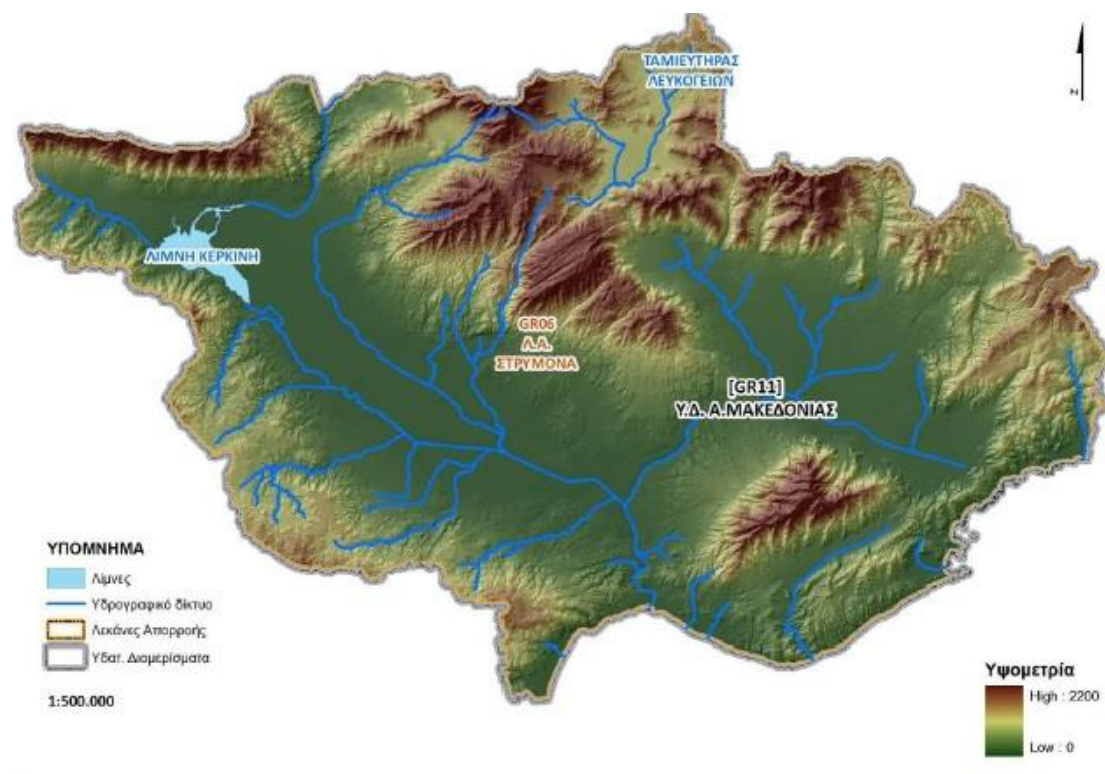 ΤΑΜΙΕΥΤΗΡΑΣ
ΛΕΥΚΟΓΕΙΩΝ
N
ΛΙΜΝΗ ΚΕΡΚΙΝΗ
GR06
Λ.Α.
ΣΤΡΥΜΟΝΑ
[GR11]
Υ.Δ. Α.ΜΑΚΕΔΟΝΙΑΣ
ΥΠΟΜΝΗΜΑ
Λίμνες
Υδρογραφικό δίκτυο
Λεκάνες Απορροής
Υδατ. Διαμερίσματα
1:500.000
Υψομετρία
High : 2200
Low : 0